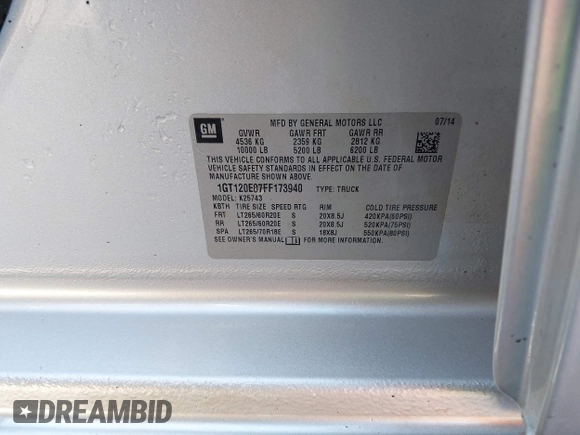 GM
MFD BY GENERAL MOTORS LLC 07/14
GVWR GAWR FRT GAWR RR
4536 KG 2359 KG 2812 KG
10000 LB 5200 LB 6200 LB
THIS VEHICLE CONFORMS TO ALL APPLICABLE U.S. FEDERAL MOTOR
VEHICLE SAFETY STANDARDS IN EFFECT ON THE DATE OF
MANUFACTURE SHOWN ABOVE.
1GT120E87FF173940 TYPE: TRUCK
MODEL: K25743
KBTH TIRE SIZE SPEED RTG RIM COLD TIRE PRESSURE
FRT LT265/60R20E S 20X8.5J 420KPA(60PSI)
RR LT265/60R20E S 20X8.5J 520KPA(75PSI)
SPA LT265/70R18E S 18X8J 550KPA(80PSI)
SEE OWNER'S MANUAL FOR MORE INFORMATION.
DREAMBID